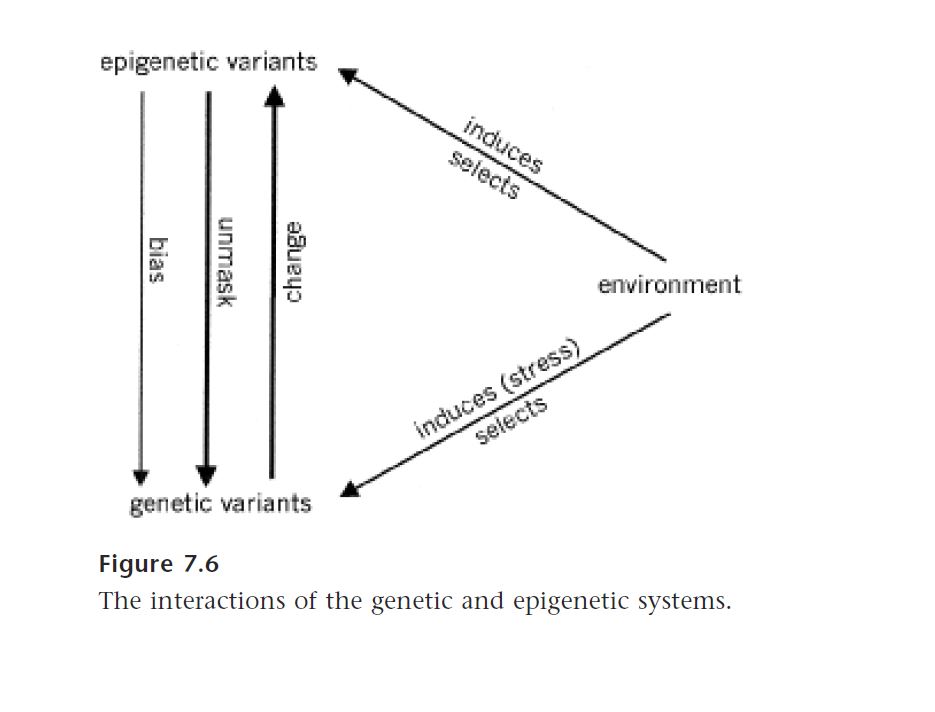 epigenetic variants
induces
selects
bias
unmask
change
environment
induces (stress)
selects
genetic variants
Figure 7.6
The interactions of the genetic and epigenetic systems.